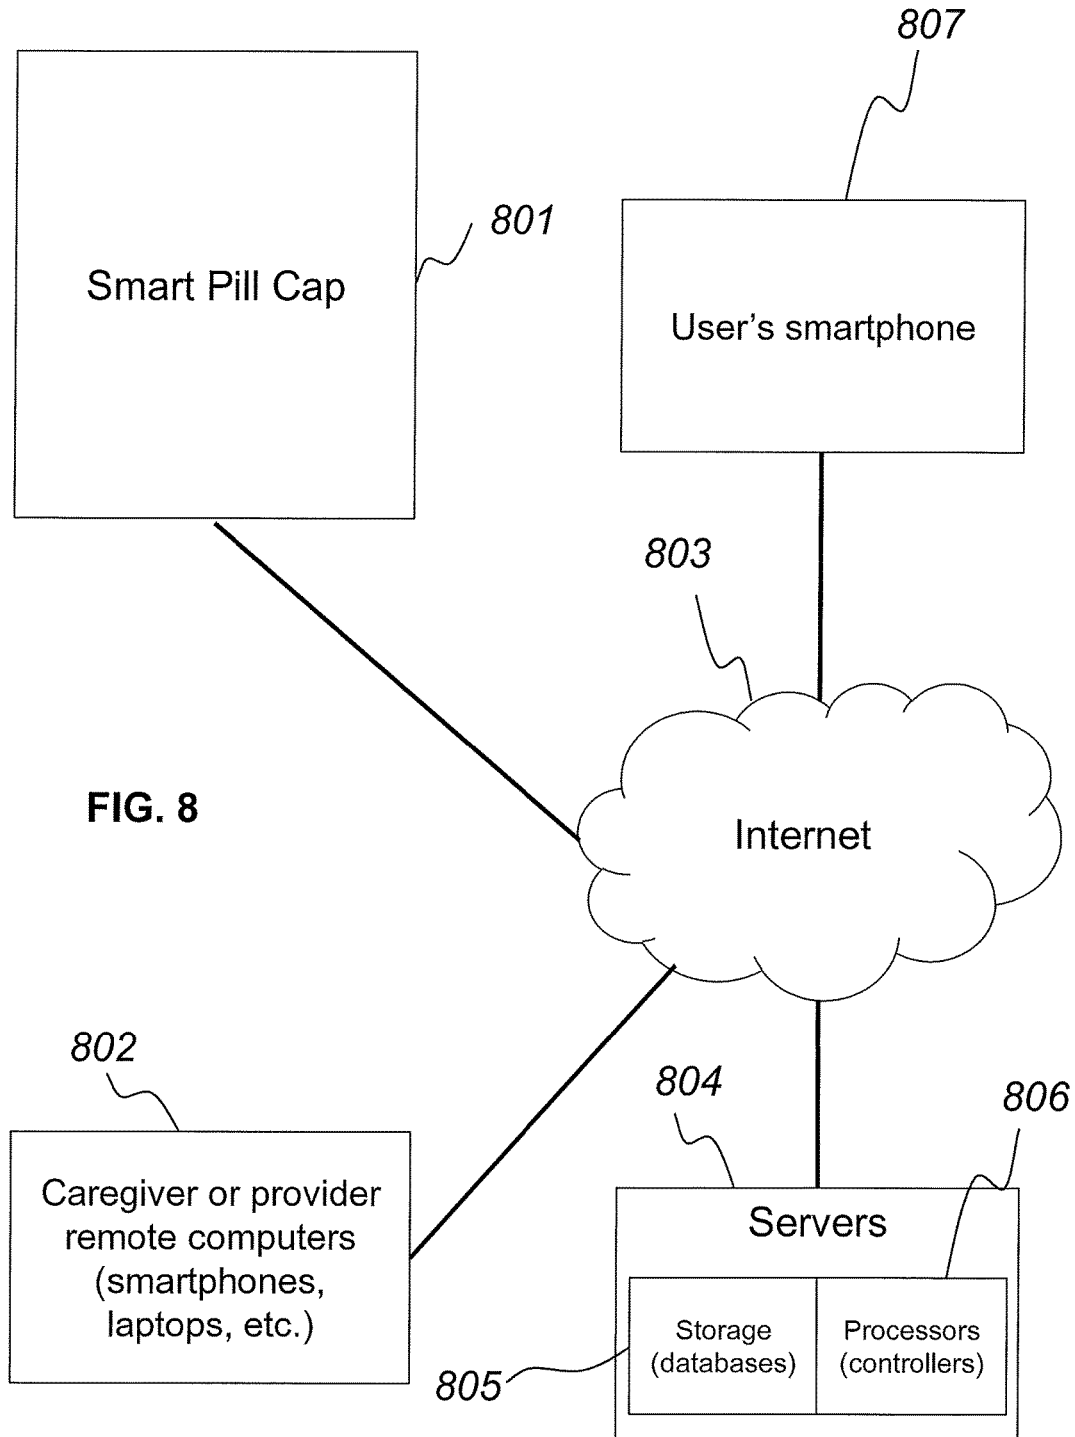 807
801
Smart Pill Cap
User's smartphone
803
FIG. 8
Internet
802
804
806
Caregiver or provider
remote computers
(smartphones,
laptops, etc.)
Servers
Storage
(databases)
Processors
(controllers)
805